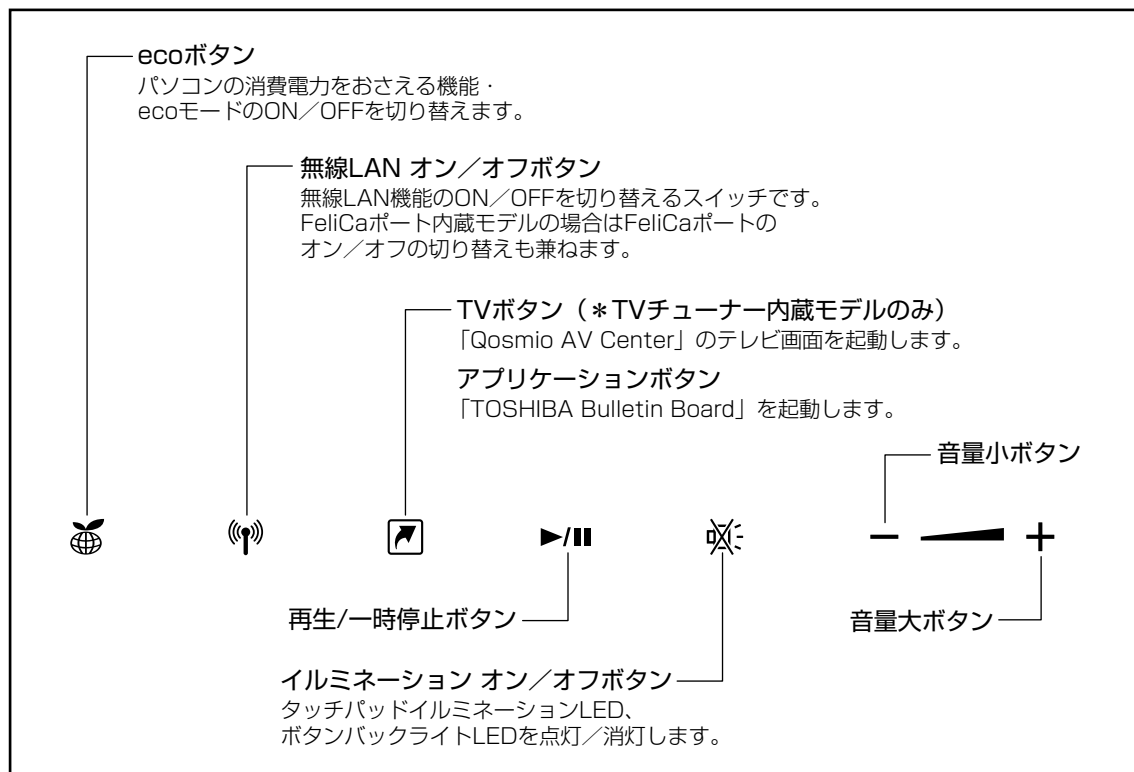 ecoボタン
パソコンの消費電力をおさえる機能・
ecoモードのON／OFFを切り替えます。
無線LAN オン／オフボタン
無線LAN機能のON／OFFを切り替えるスイッチです。
FeliCaポート内蔵モデルの場合はFeliCaポートの
オン／オフの切り替えも兼ねます。
TVボタン（＊TVチューナー内蔵モデルのみ）
「Qosmio AV Center」のテレビ画面を起動します。
アプリケーションボタン
「TOSHIBA Bulletin Board」を起動します。
音量小ボタン
再生/一時停止ボタン
音量大ボタン
イルミネーション オン／オフボタン
タッチパッドイルミネーションLED、
ボタンバックライトLEDを点灯／消灯します。